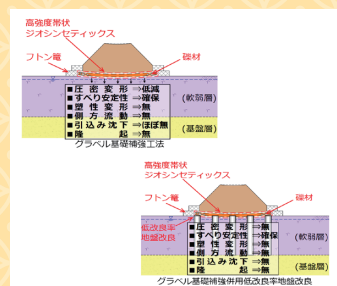 高強度帯状
ジオシンセティックス
フトン篭
礫材
■圧密変形⇒低減
■すべり安定性⇒確保
■塑性変形⇒無
■側方流動⇒無
■引込み沈下⇒ほぼ無
■隆起⇒無
(軟弱層)
(基盤層)
グラベル基礎補強工法
高強度帯状
ジオシンセティックス
フトン篭
礫材
低改良率
地盤改良
■圧密変形⇒無
■すべり安定性⇒確保
■塑性変形⇒無
■側方流動⇒無
■引込み沈下⇒無
■隆起⇒無
(軟弱層)
(基盤層)
グラベル基礎補強併用低改良率地盤改良